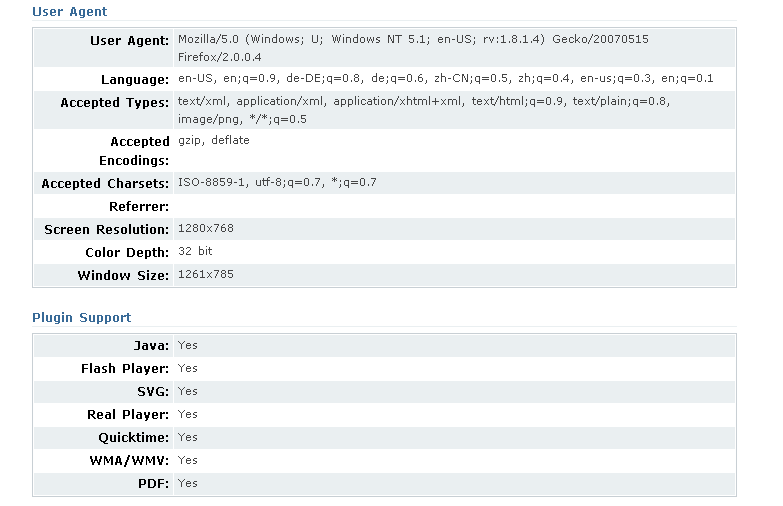 User Agent
User Agent: Mozilla/5.0 (Windows; U; Windows NT 5.1; en-US; rv:1.8.1.4) Gecko/20070515
Firefox/2.0.0.4
Language: en-US, en;q=0.9, de-DE;q=0.8, de;q=0.6, zh-CN;q=0.5, zh;q=0.4, en-us;q=0.3, en;q=0.1
Accepted Types: text/xml, application/xml, application/xhtml+xml, text/html;q=0.9, text/plain;q=0.8,
image/png, */*;q=0.5
Accepted gzip, deflate
Encodings:
Accepted Charsets: ISO-8859-1, utf-8;q=0.7, *;q=0.7
Referrer:
Screen Resolution: 1280x768
Color Depth: 32 bit
Window Size: 1261x785
Plugin Support
Java: Yes
Flash Player: Yes
SVG: Yes
Real Player: Yes
Quicktime: Yes
WMA/WMV: Yes
PDF: Yes